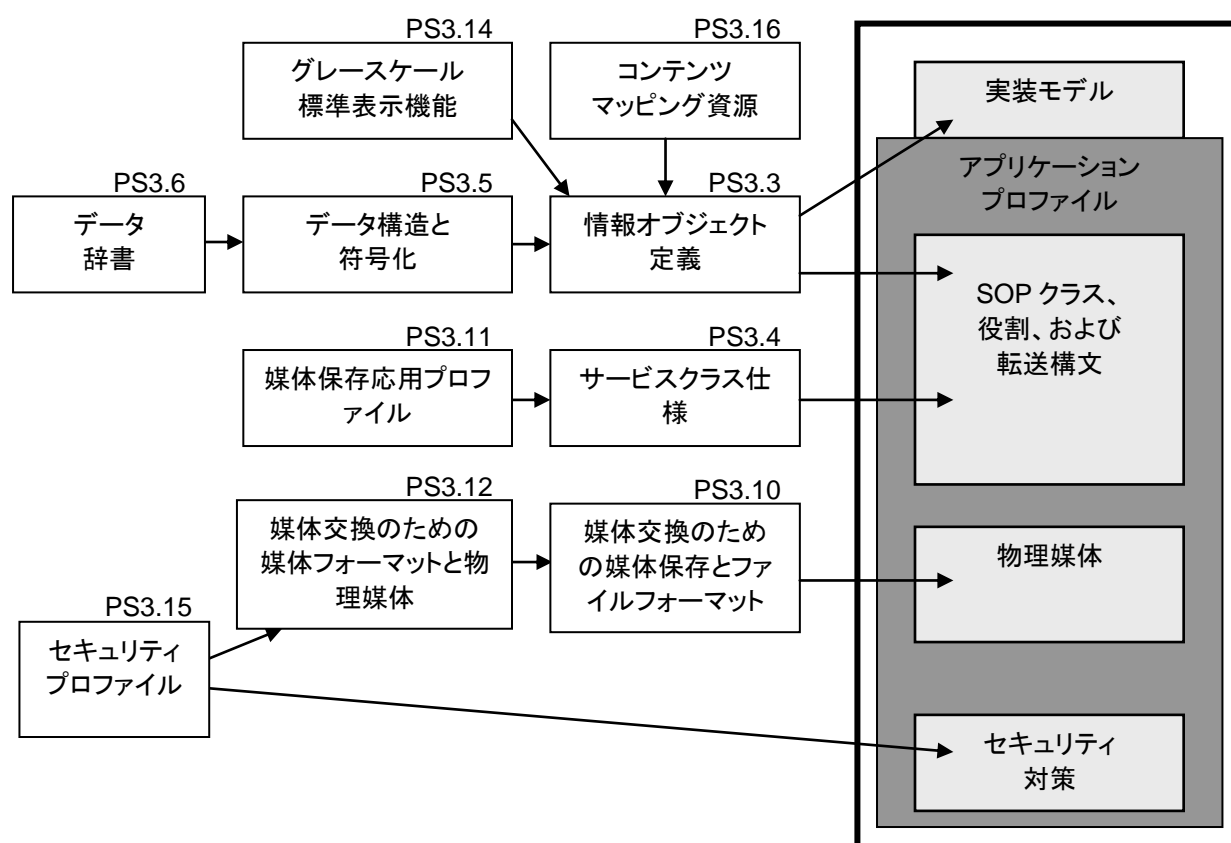 PS3.14
グレースケール
標準表示機能
PS3.16
コンテンツ
マッピング資源
実装モデル
アプリケーション
プロファイル
PS3.6
データ
辞書
PS3.5
データ構造と
符号化
PS3.3
情報オブジェクト
定義
SOP クラス、
役割、および
転送構文
PS3.11
媒体保存応用プロフ
ァイル
PS3.4
サービスクラス仕
様
PS3.12
媒体交換のための
媒体フォーマットと物
理媒体
PS3.10
媒体交換のため
の媒体保存とファ
イルフォーマット
物理媒体
PS3.15
セキュリティ
プロファイル
セキュリティ
対策